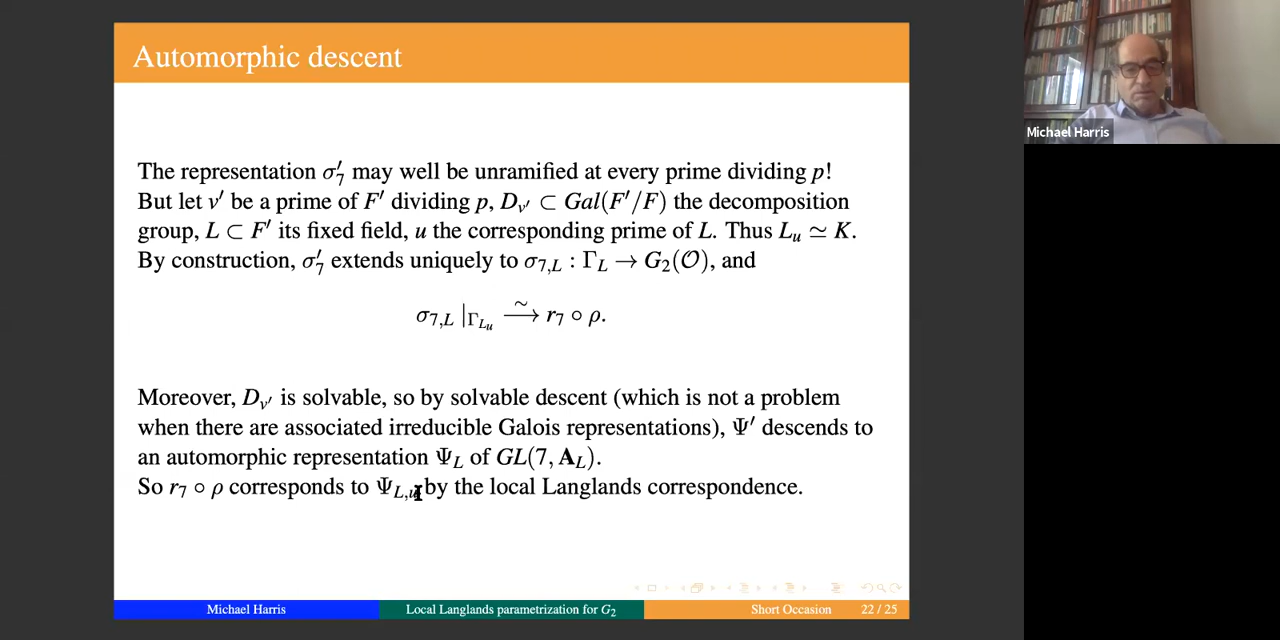 Automorphic descent
Michael Harris
The representation σ′₇ may well be unramified at every prime dividing p!
But let v′ be a prime of F′ dividing p, D_{v′} ⊂ Gal(F′/F) the decomposition
group, L ⊂ F′ its fixed field, u the corresponding prime of L. Thus L_u ≃ K.
By construction, σ′₇ extends uniquely to σ_{7,L} : Γ_L → G₂(𝒪), and
σ_{7,L} |_{Γ_{L_u}} ⥲ r₇ ∘ ρ.
Moreover, D_{v′} is solvable, so by solvable descent (which is not a problem
when there are associated irreducible Galois representations), Ψ′ descends to
an automorphic representation Ψ_L of GL(7, A_L).
So r₇ ∘ ρ corresponds to Ψ_{L,u} by the local Langlands correspondence.
Michael Harris
Local Langlands parametrization for G₂
Short Occasion
22 / 25